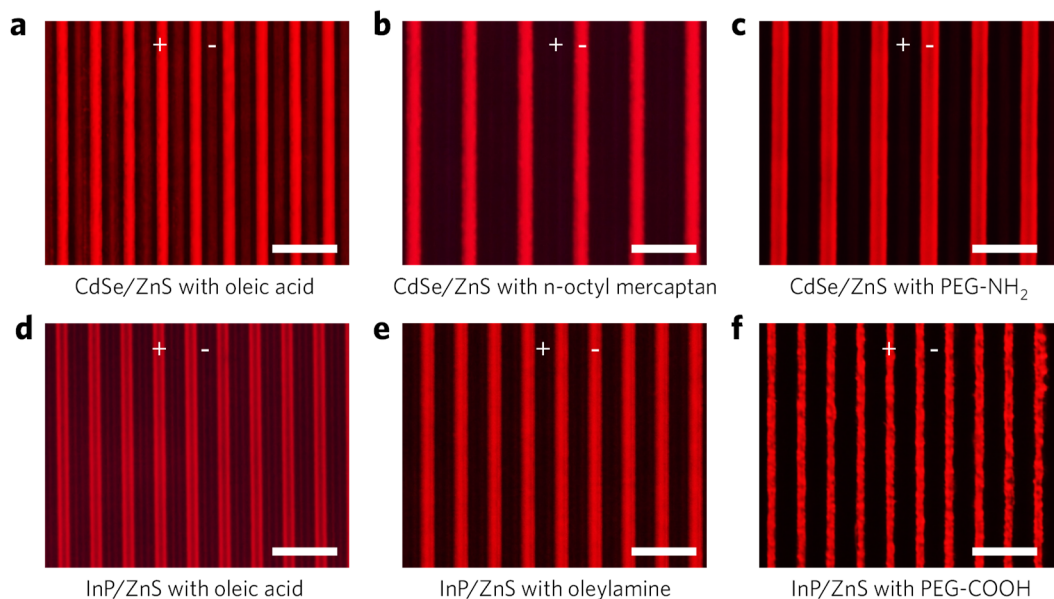 a
+ -
CdSe/ZnS with oleic acid
b
+ -
CdSe/ZnS with n-octyl mercaptan
c
+ -
CdSe/ZnS with PEG-NH₂
d
+ -
InP/ZnS with oleic acid
e
+ -
InP/ZnS with oleylamine
f
+ -
InP/ZnS with PEG-COOH